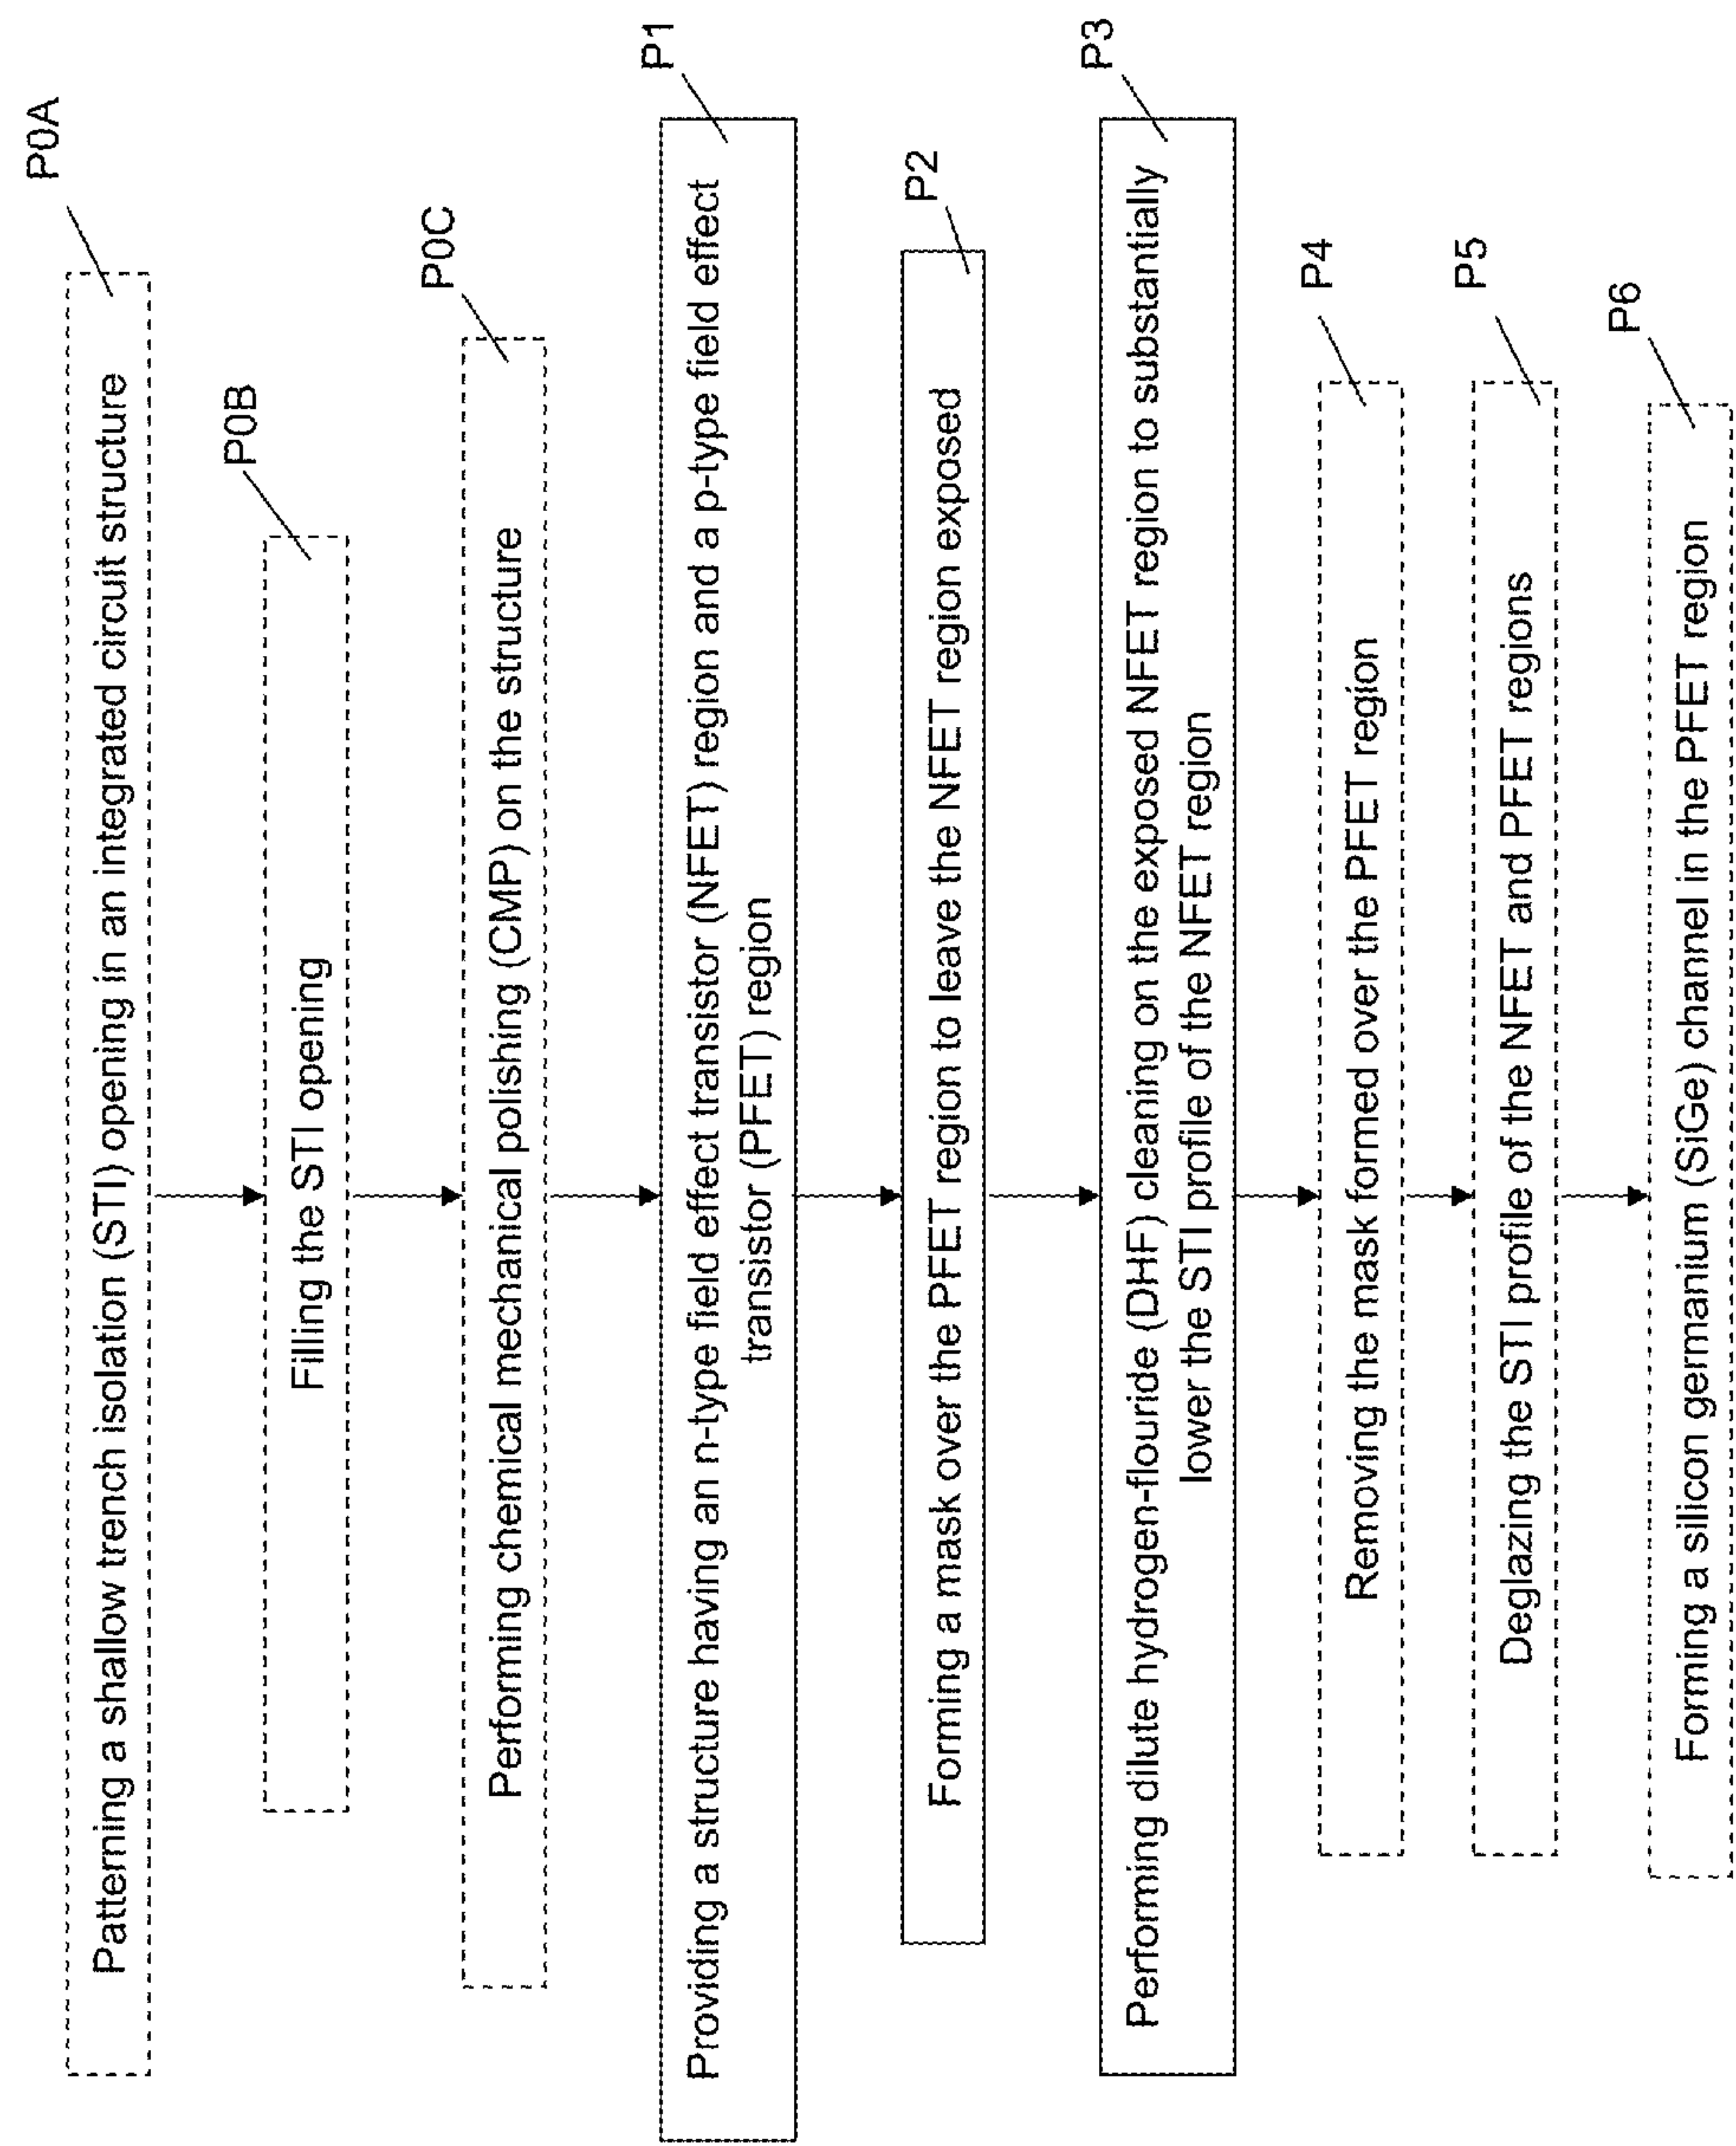 P0A
Patterning a shallow trench isolation (STI) opening in an integrated circuit structure
P0B
Filling the STI opening
P0C
Performing chemical mechanical polishing (CMP) on the structure
P1
Providing a structure having an n-type field effect transistor (NFET) region and a p-type field effect
transistor (PFET) region
P2
Forming a mask over the PFET region to leave the NFET region exposed
P3
Performing dilute hydrogen-flouride (DHF) cleaning on the exposed NFET region to substantially
lower the STI profile of the NFET region
P4
Removing the mask formed over the PFET region
P5
Deglazing the STI profile of the NFET and PFET regions
P6
Forming a silicon germanium (SiGe) channel in the PFET region